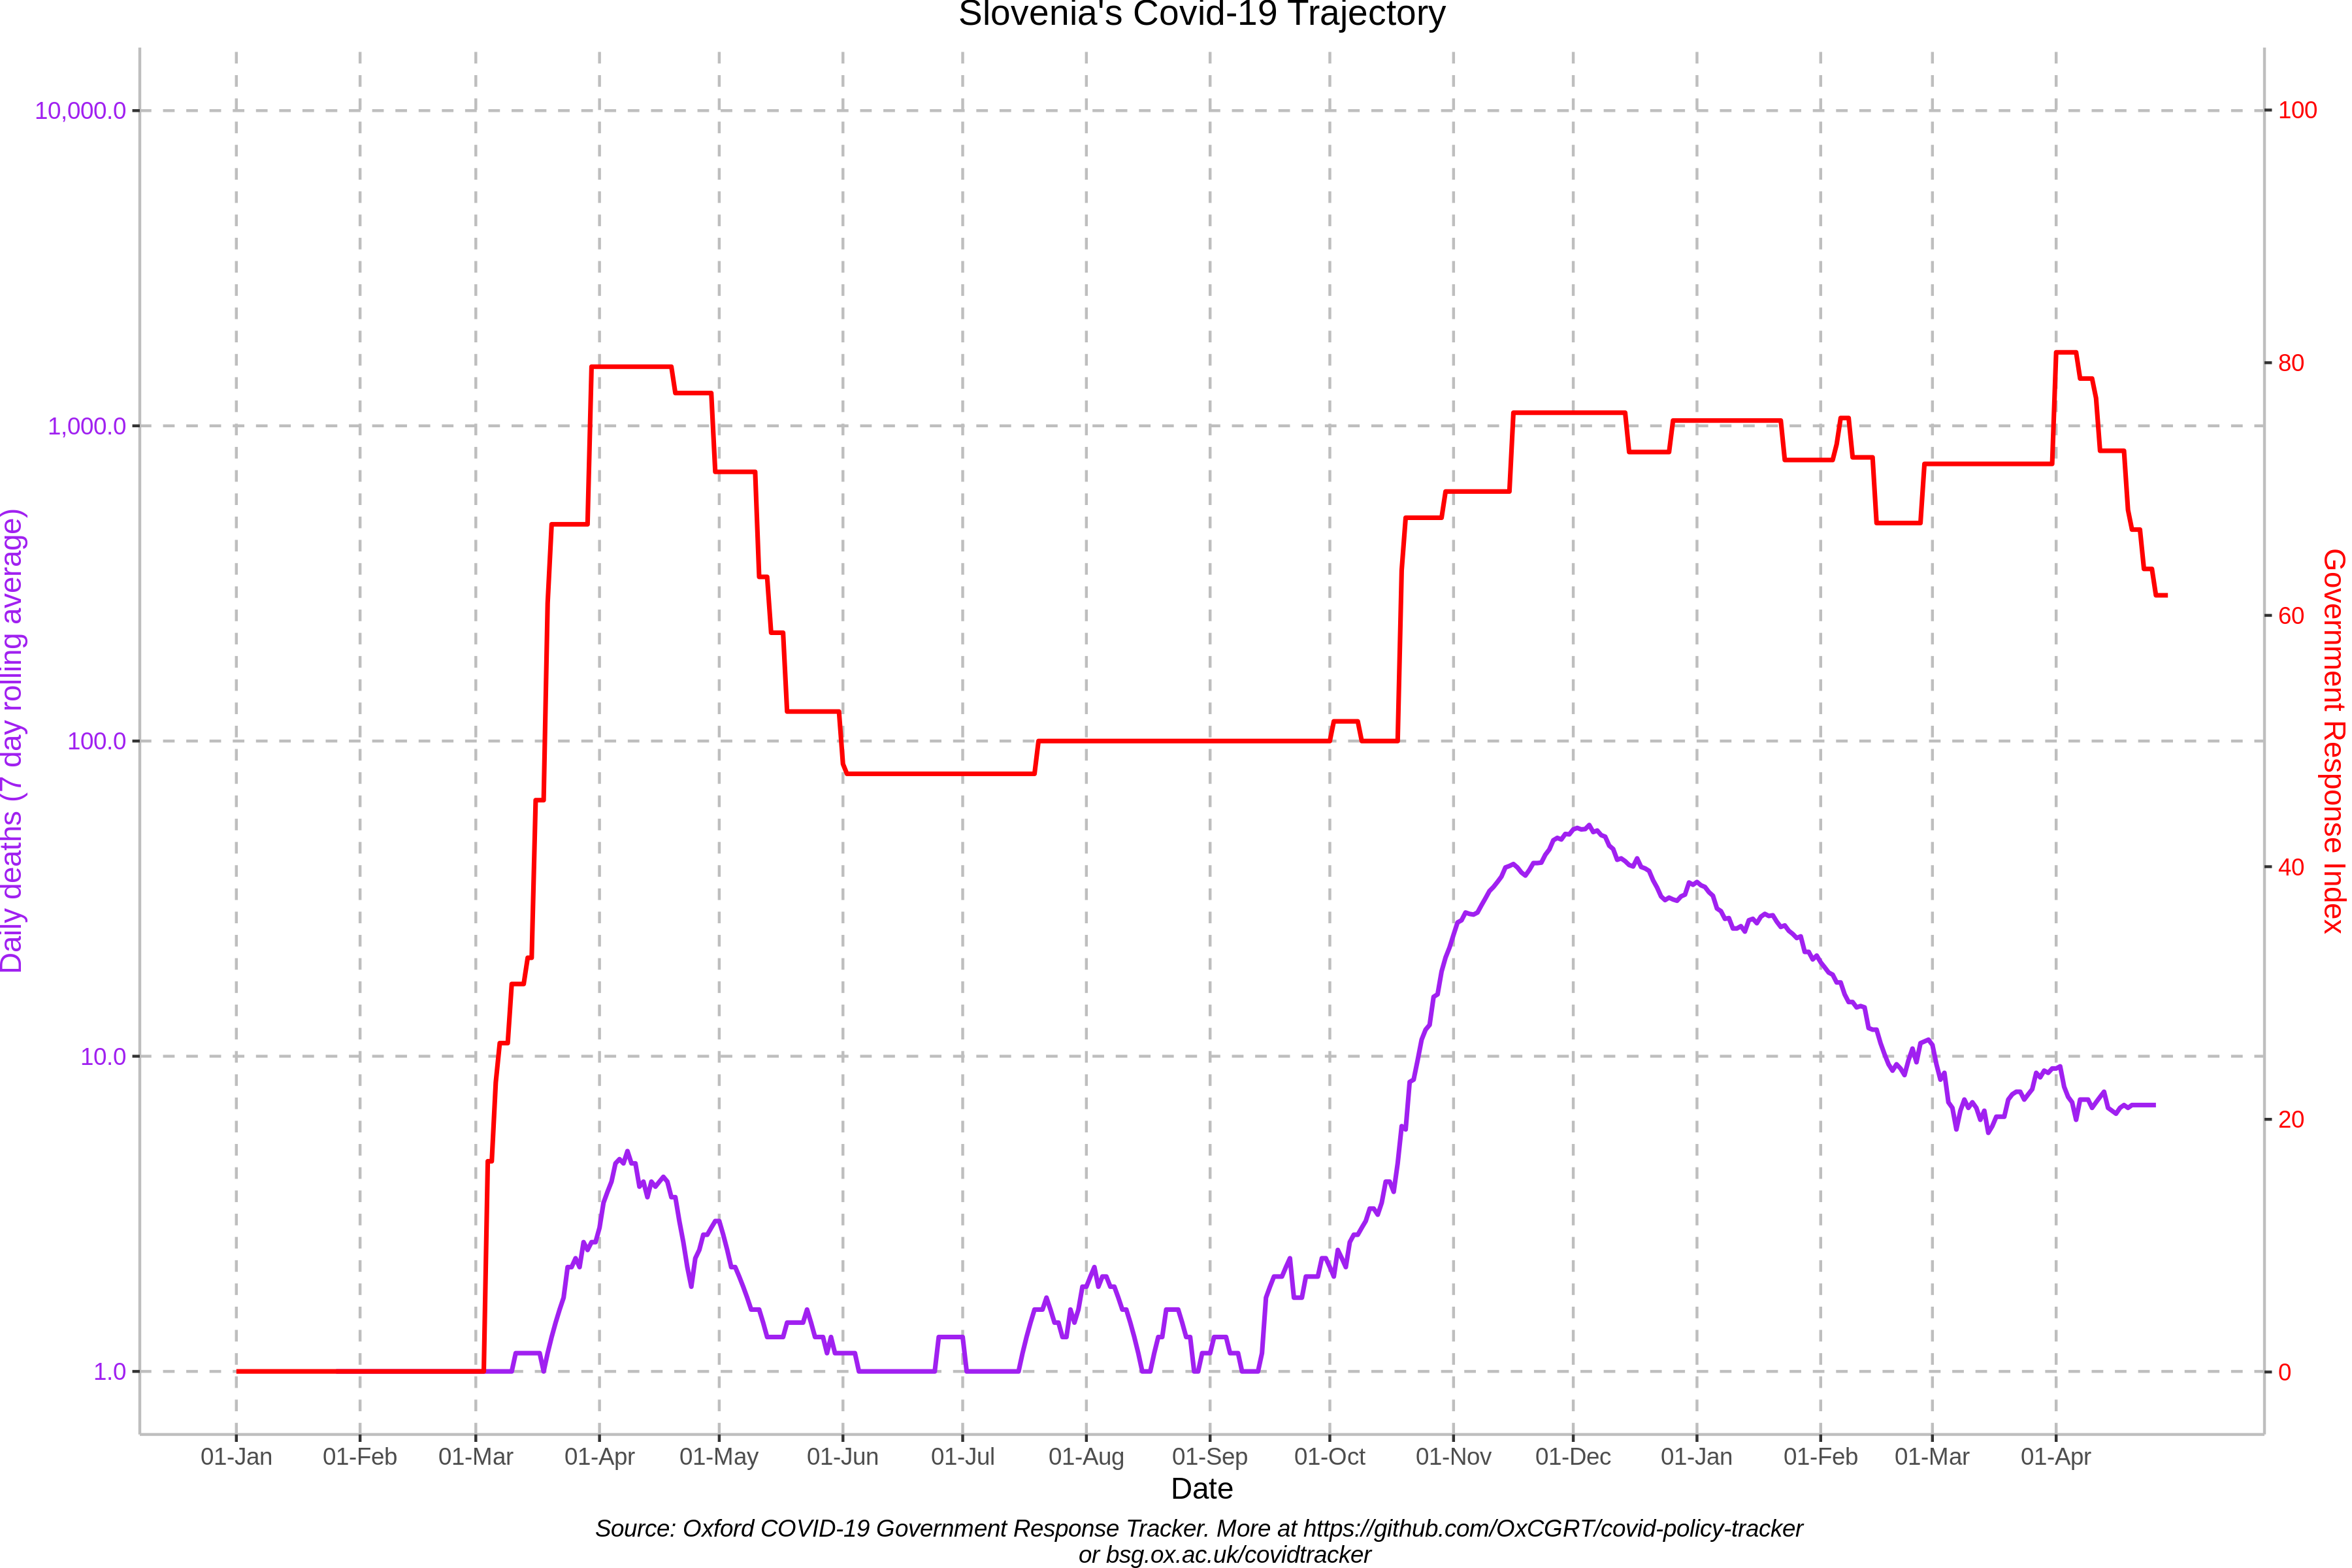 Slovenia's Covid-19 Trajectory
10,000.0
1,000.0
100.0
10.0
1.0
Daily deaths (7 day rolling average)
100
80
60
40
20
0
Government Response Index
01-Jan 01-Feb 01-Mar 01-Apr 01-May 01-Jun 01-Jul 01-Aug 01-Sep 01-Oct 01-Nov 01-Dec 01-Jan 01-Feb 01-Mar 01-Apr
Date
Source: Oxford COVID-19 Government Response Tracker. More at https://github.com/OxCGRT/covid-policy-tracker
or bsg.ox.ac.uk/covidtracker